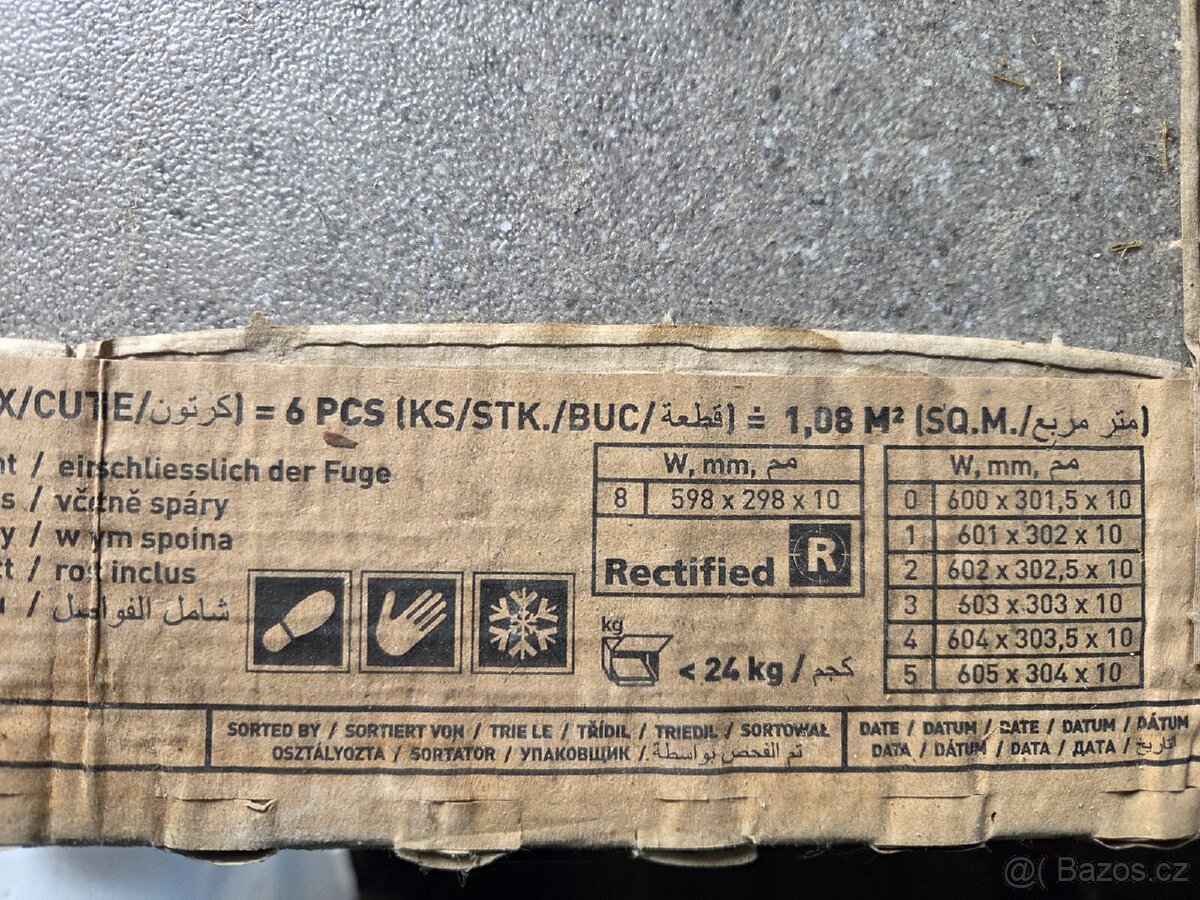 X/CUTIE/كرتون) = 6 PCS (KS/STK./BUC/قطعة) ≐ 1,08 M² (SQ.M./متر مربع)
/ einschliesslich der Fuge
/ včetně spáry
/ w tym spoina
/ rost inclus
/ شامل الفواصل
W, mm, مم
8 598 x 298 x 10
Rectified R
W, mm, مم
0 600 x 301,5 x 10
1 601 x 302 x 10
2 602 x 302,5 x 10
3 603 x 303 x 10
4 604 x 303,5 x 10
5 605 x 304 x 10
kg
< 24 kg / كجم
SORTED BY / SORTIERT VON / TRIE LE / TŘÍDIL / TRIEDIL / SORTOWAŁ
OSZTÁLYOZTA / SORTATOR / УПАКОВЩИК / تم الفحص بواسطة
DATE / DATUM / DATE / DATUM / DÁTUM
DATA / DÁTUM / DATA / ДАТА / التاريخ
@( Bazos.cz